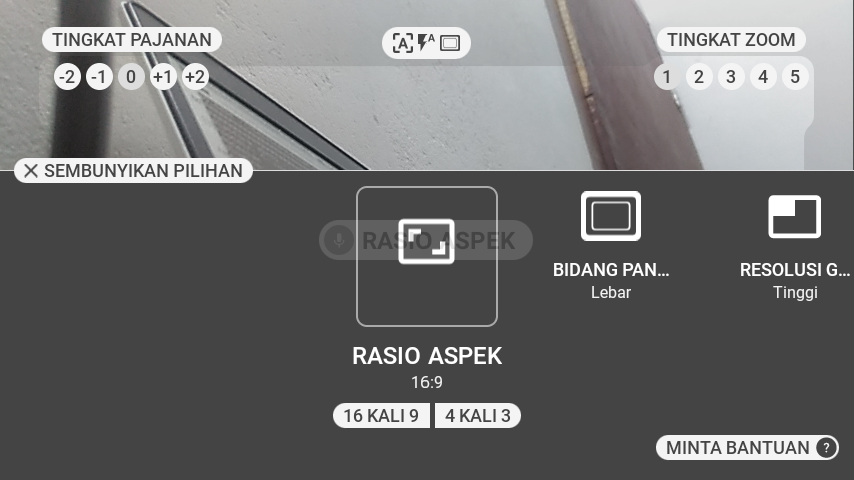 TINGKAT PAJANAN
A
A
TINGKAT ZOOM
-2 -1 0 +1 +2
1 2 3 4 5
SEMBUNYIKAN PILIHAN
RASIO ASPEK
BIDANG PAN...
Lebar
RESOLUSI G...
Tinggi
RASIO ASPEK
16:9
16 KALI 9
4 KALI 3
MINTA BANTUAN ?